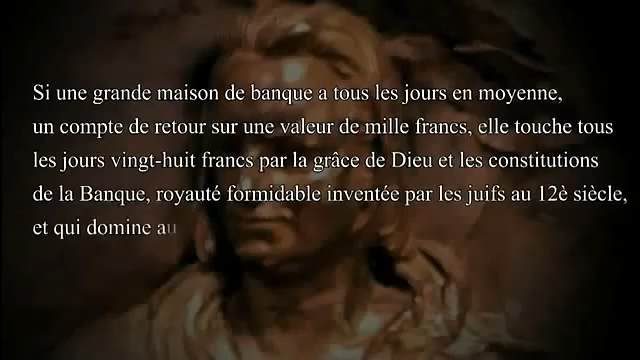 Si une grande maison de banque a tous les jours en moyenne,
un compte de retour sur une valeur de mille francs, elle touche tous
les jours vingt-huit francs par la grâce de Dieu et les constitutions
de la Banque, royauté formidable inventée par les juifs au 12è siècle,
et qui domine au